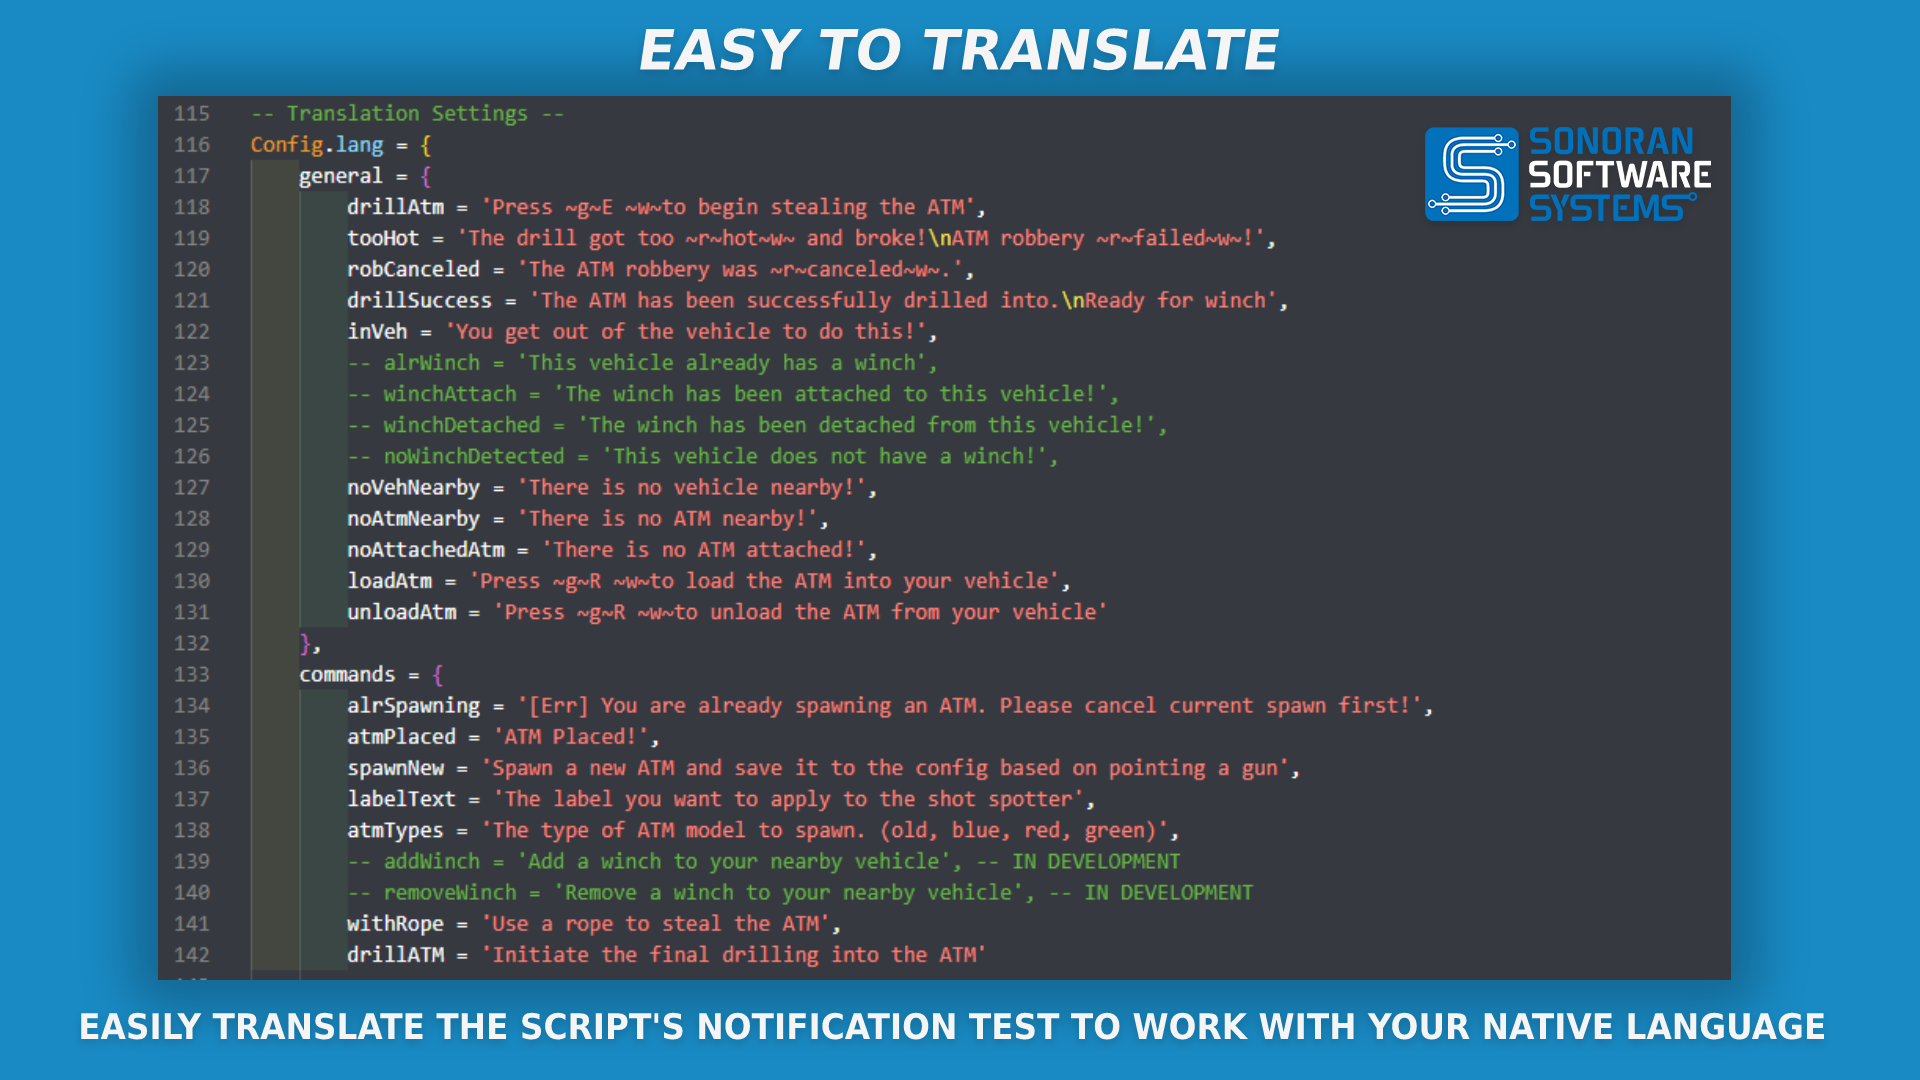 EASY TO TRANSLATE
115 -- Translation Settings --
116 Config.lang = {
117 general = {
118 drillAtm = 'Press ~g~E ~w~to begin stealing the ATM',
119 tooHot = 'The drill got too ~r~hot~w~ and broke!\nATM robbery ~r~failed~w~!',
120 robCanceled = 'The ATM robbery was ~r~canceled~w~.',
121 drillSuccess = 'The ATM has been successfully drilled into.\nReady for winch',
122 inVeh = 'You get out of the vehicle to do this!',
123 -- alrWinch = 'This vehicle already has a winch',
124 -- winchAttach = 'The winch has been attached to this vehicle!',
125 -- winchDetached = 'The winch has been detached from this vehicle!',
126 -- noWinchDetected = 'This vehicle does not have a winch!',
127 noVehNearby = 'There is no vehicle nearby!',
128 noAtmNearby = 'There is no ATM nearby!',
129 noAttachedAtm = 'There is no ATM attached!',
130 loadAtm = 'Press ~g~R ~w~to load the ATM into your vehicle',
131 unloadAtm = 'Press ~g~R ~w~to unload the ATM from your vehicle'
132 },
133 commands = {
134 alrSpawning = '[Err] You are already spawning an ATM. Please cancel current spawn first!',
135 atmPlaced = 'ATM Placed!',
136 spawnNew = 'Spawn a new ATM and save it to the config based on pointing a gun',
137 labelText = 'The label you want to apply to the shot spotter',
138 atmTypes = 'The type of ATM model to spawn. (old, blue, red, green)',
139 -- addWinch = 'Add a winch to your nearby vehicle', -- IN DEVELOPMENT
140 -- removeWinch = 'Remove a winch to your nearby vehicle', -- IN DEVELOPMENT
141 withRope = 'Use a rope to steal the ATM',
142 drillATM = 'Initiate the final drilling into the ATM'
SONORAN
SOFTWARE
SYSTEMS
EASILY TRANSLATE THE SCRIPT'S NOTIFICATION TEST TO WORK WITH YOUR NATIVE LANGUAGE